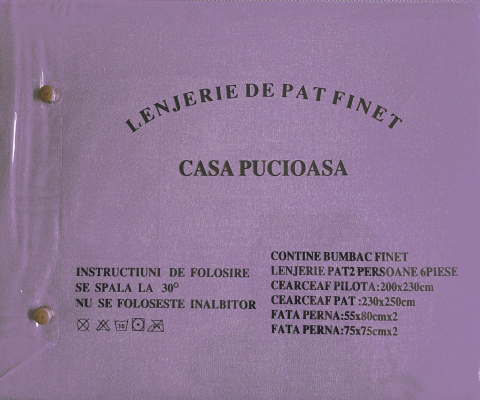 LENJERIE DE PAT FINET
CASA PUCIOASA
INSTRUCTIUNI DE FOLOSIRE
SE SPALA LA 30°
NU SE FOLOSESTE INALBITOR
30
CONTINE BUMBAC FINET
LENJERIE PAT2 PERSOANE 6PIESE
CEARCEAF PILOTA:200x230cm
CEARCEAF PAT :230x250cm
FATA PERNA:55x80cmx2
FATA PERNA:75x75cmx2